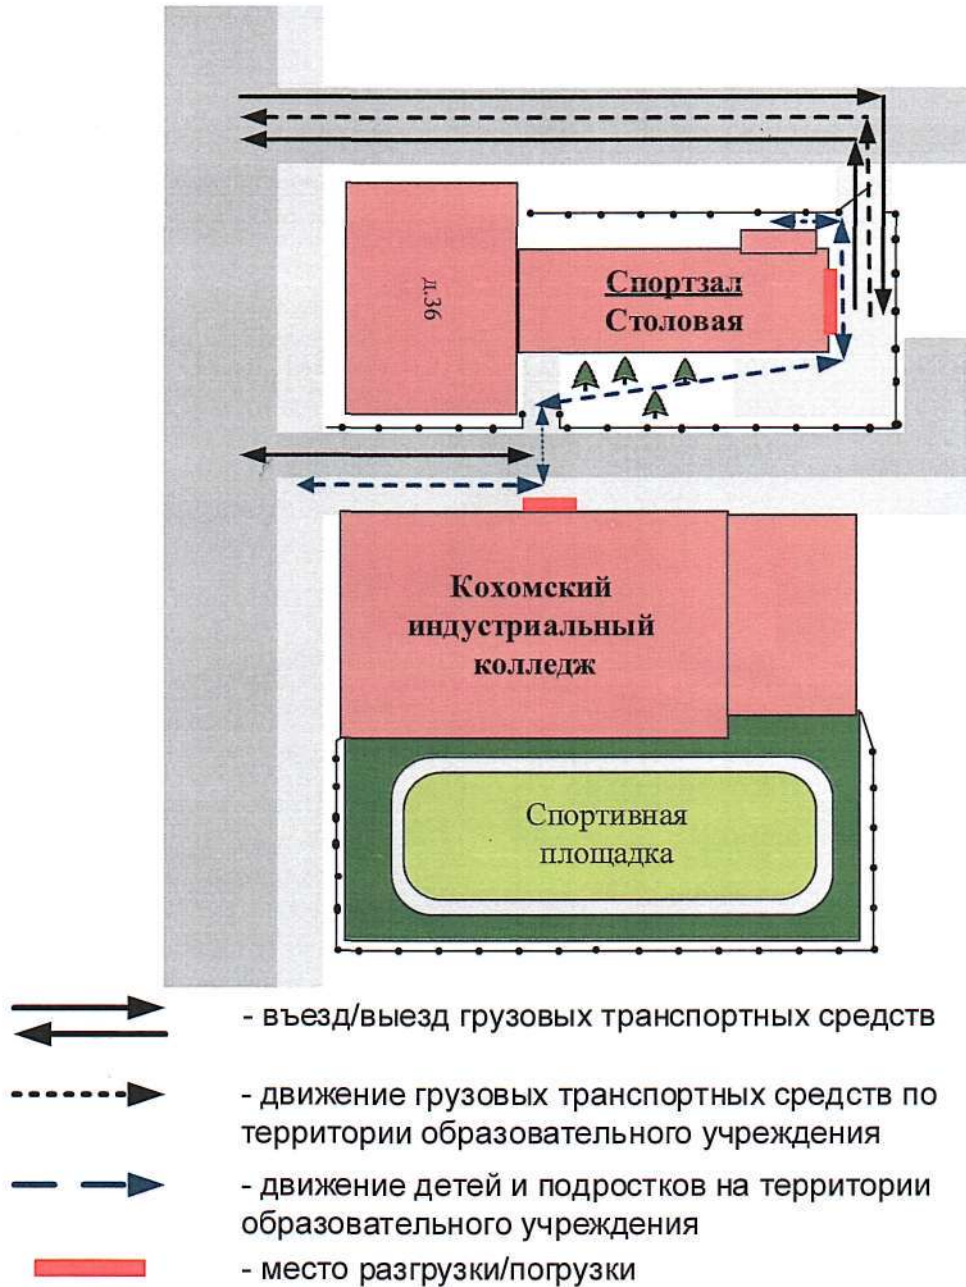 д.36
Спортзал
Столовая
Кохомский
индустриальный
колледж
Спортивная
площадка
- въезд/выезд грузовых транспортных средств
- движение грузовых транспортных средств по
территории образовательного учреждения
- движение детей и подростков на территории
образовательного учреждения
- место разгрузки/погрузки